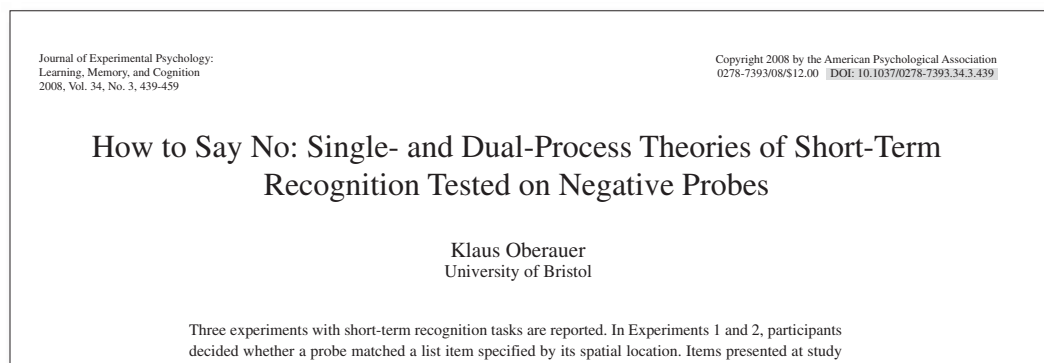 Journal of Experimental Psychology:
Learning, Memory, and Cognition
2008, Vol. 34, No. 3, 439-459
Copyright 2008 by the American Psychological Association
0278-7393/08/$12.00 DOI: 10.1037/0278-7393.34.3.439
How to Say No: Single- and Dual-Process Theories of Short-Term
Recognition Tested on Negative Probes
Klaus Oberauer
University of Bristol
Three experiments with short-term recognition tasks are reported. In Experiments 1 and 2, participants
decided whether a probe matched a list item specified by its spatial location. Items presented at study